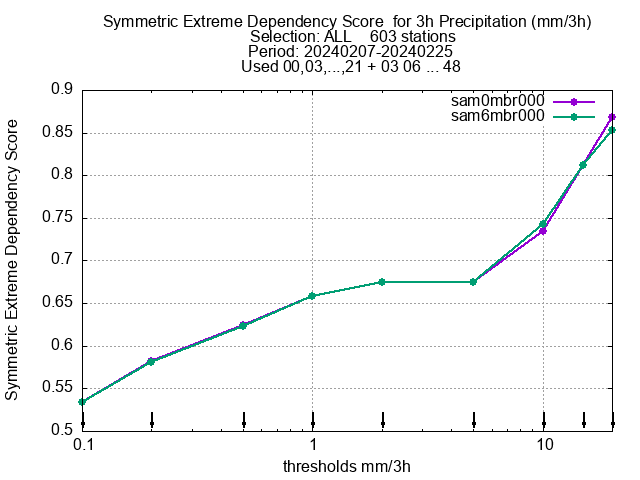 Symmetric Extreme Dependency Score  for 3h Precipitation (mm/3h)
Selection: ALL    603 stations
Period: 20240207-20240225
Used 00,03,...,21 + 03 06 ... 48
sam0mbr000
sam6mbr000
Symmetric Extreme Dependency Score
0.9
0.85
0.8
0.75
0.7
0.65
0.6
0.55
0.5
0.1 1 10
thresholds mm/3h